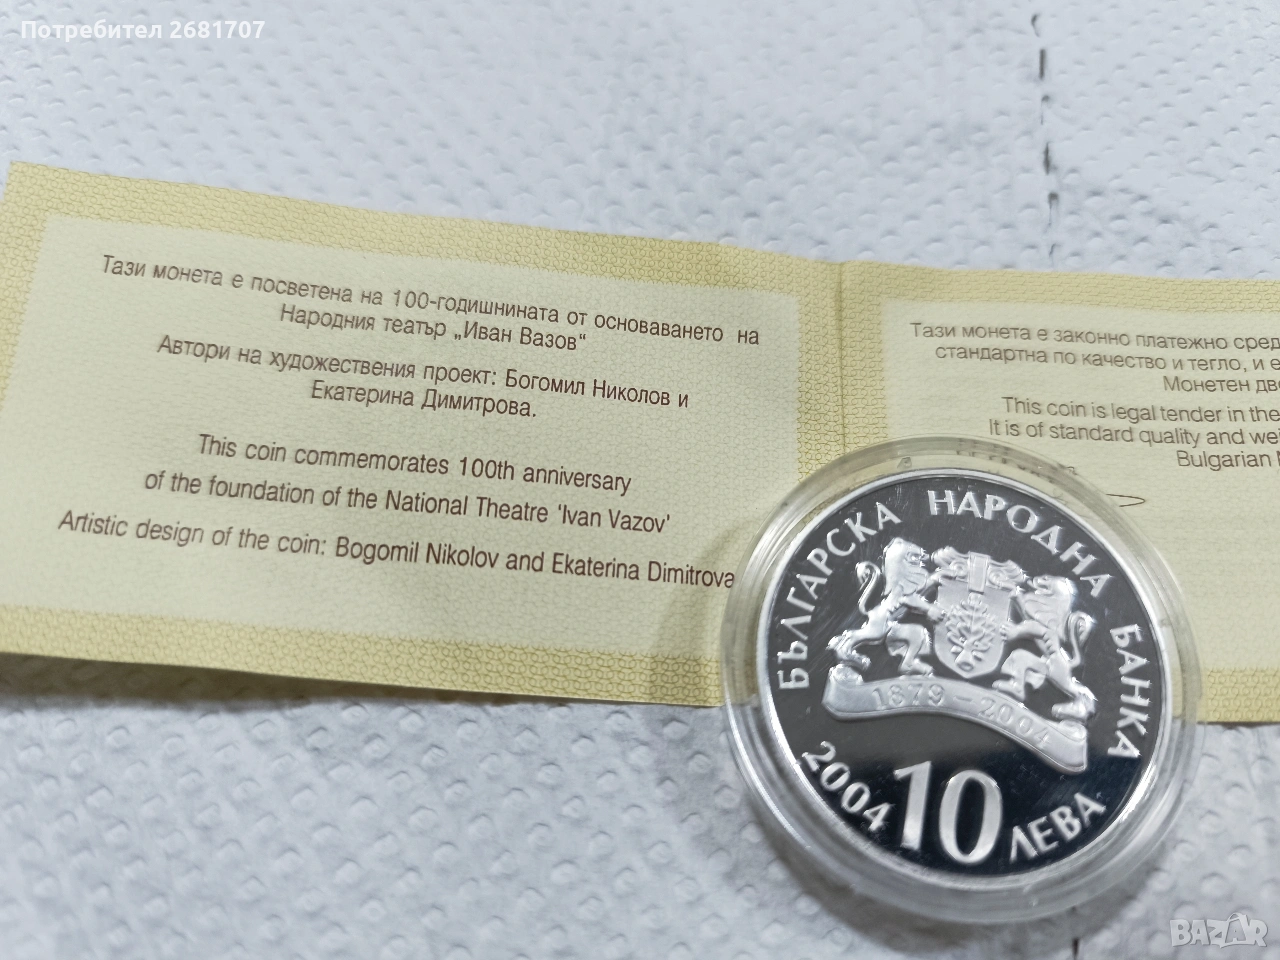 Потребител 2681707
Тази монета е посветена на 100-годишнината от основаването на
Народния театър „Иван Вазов“
Автори на художествения проект: Богомил Николов и
Екатерина Димитрова.
This coin commemorates 100th anniversary
of the foundation of the National Theatre 'Ivan Vazov'
Artistic design of the coin: Bogomil Nikolov and Ekaterina Dimitrova
Тази монета е законно платежно сред
стандартна по качество и тегло, и е
Монетен дво
This coin is legal tender in the
It is of standard quality and wei
Bulgarian
БЪЛГАРСКА НАРОДНА БАНКА
1879-2004
2004
10
ЛЕВА
BAZAR